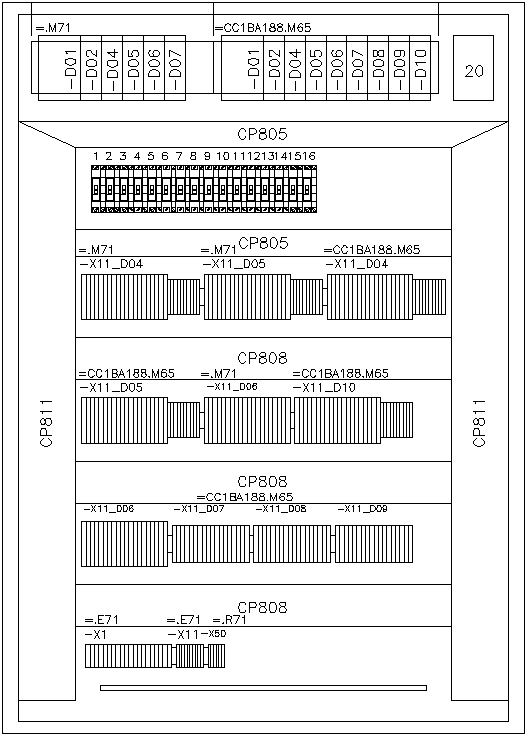 =.M71 =CC1BA188.M65
-D01 -D02 -D04 -D05 -D06 -D07 -D01 -D02 -D04 -D05 -D06 -D07 -D08 -D09 -D10 20
CP805
1 2 3 4 5 6 7 8 9 10 11 12 13 14 15 16
CP805
=.M71 =.M71 =CC1BA188.M65
-X11_D04 -X11_D05 -X11_D04
CP808
=CC1BA188.M65 =.M71 =CC1BA188.M65
-X11_D05 -X11_D06 -X11_D10
CP811 CP811
CP808
=CC1BA188.M65
-X11_D06 -X11_D07 -X11_D08 -X11_D09
CP808
=.E71 =.E71 =.R71
-X1 -X11 -X5D